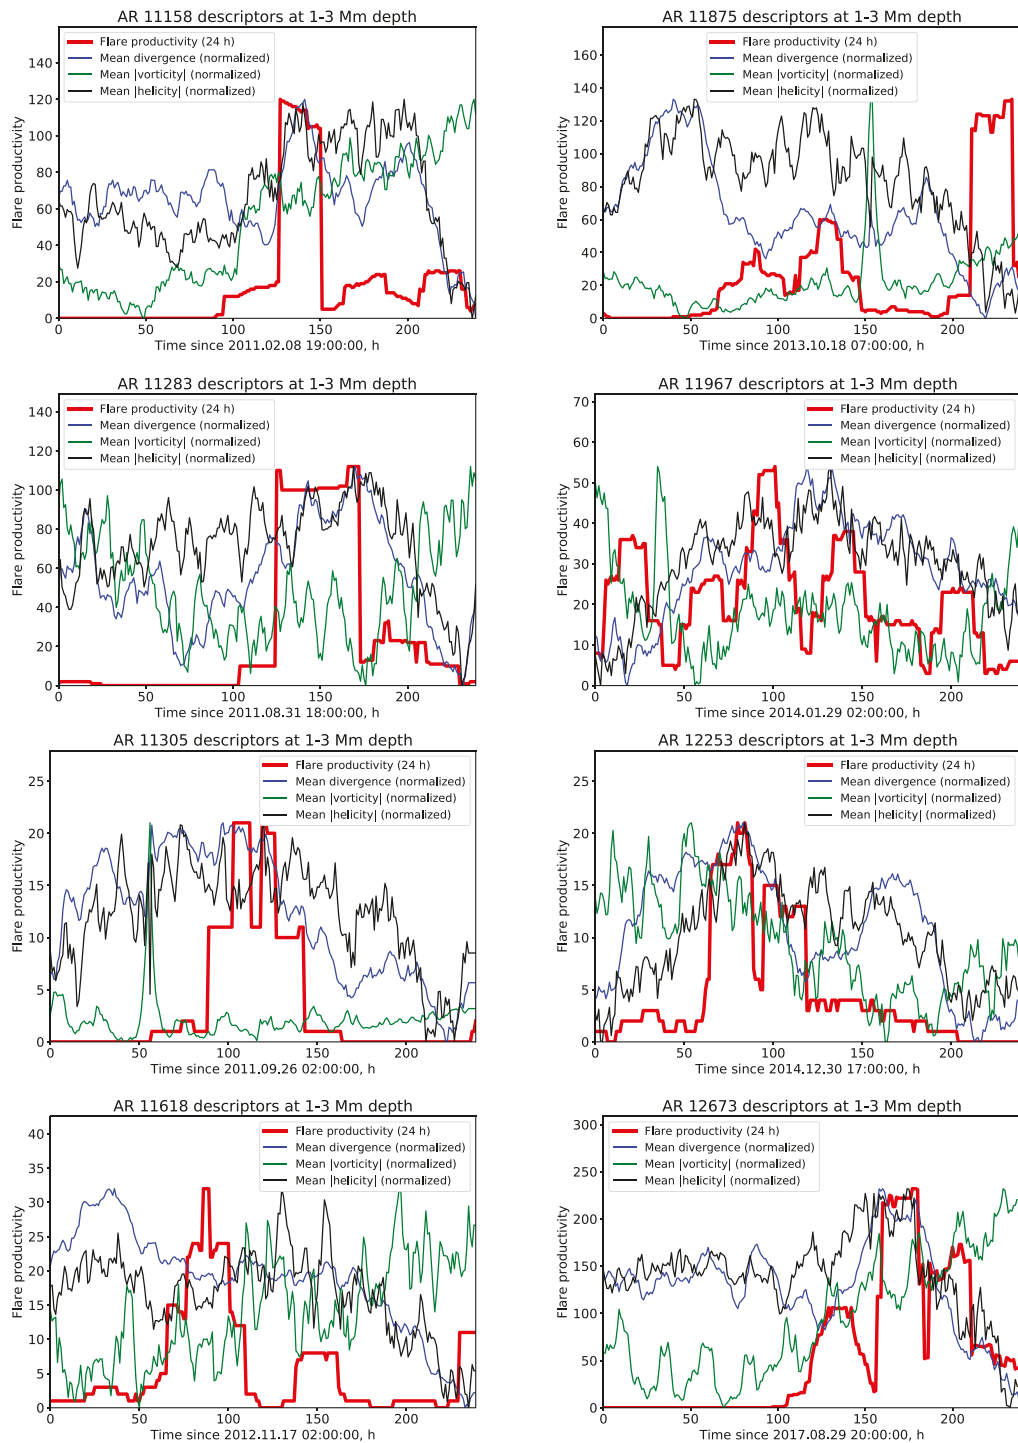 AR 11158 descriptors at 1-3 Mm depth
Flare productivity (24 h)
Mean divergence (normalized)
Mean |vorticity| (normalized)
Mean |helicity| (normalized)
Flare productivity
140
120
100
80
60
40
20
0
0 50 100 150 200
Time since 2011.02.08 19:00:00, h
AR 11875 descriptors at 1-3 Mm depth
Flare productivity (24 h)
Mean divergence (normalized)
Mean |vorticity| (normalized)
Mean |helicity| (normalized)
Flare productivity
160
140
120
100
80
60
40
20
0
0 50 100 150 200
Time since 2013.10.18 07:00:00, h
AR 11283 descriptors at 1-3 Mm depth
Flare productivity (24 h)
Mean divergence (normalized)
Mean |vorticity| (normalized)
Mean |helicity| (normalized)
Flare productivity
140
120
100
80
60
40
20
0
0 50 100 150 200
Time since 2011.08.31 18:00:00, h
AR 11967 descriptors at 1-3 Mm depth
Flare productivity (24 h)
Mean divergence (normalized)
Mean |vorticity| (normalized)
Mean |helicity| (normalized)
Flare productivity
70
60
50
40
30
20
10
0
0 50 100 150 200
Time since 2014.01.29 02:00:00, h
AR 11305 descriptors at 1-3 Mm depth
Flare productivity (24 h)
Mean divergence (normalized)
Mean |vorticity| (normalized)
Mean |helicity| (normalized)
Flare productivity
25
20
15
10
5
0
0 50 100 150 200
Time since 2011.09.26 02:00:00, h
AR 12253 descriptors at 1-3 Mm depth
Flare productivity (24 h)
Mean divergence (normalized)
Mean |vorticity| (normalized)
Mean |helicity| (normalized)
Flare productivity
25
20
15
10
5
0
0 50 100 150 200
Time since 2014.12.30 17:00:00, h
AR 11618 descriptors at 1-3 Mm depth
Flare productivity (24 h)
Mean divergence (normalized)
Mean |vorticity| (normalized)
Mean |helicity| (normalized)
Flare productivity
40
35
30
25
20
15
10
5
0
0 50 100 150 200
Time since 2012.11.17 02:00:00, h
AR 12673 descriptors at 1-3 Mm depth
Flare productivity (24 h)
Mean divergence (normalized)
Mean |vorticity| (normalized)
Mean |helicity| (normalized)
Flare productivity
300
250
200
150
100
50
0
0 50 100 150 200
Time since 2017.08.29 20:00:00, h